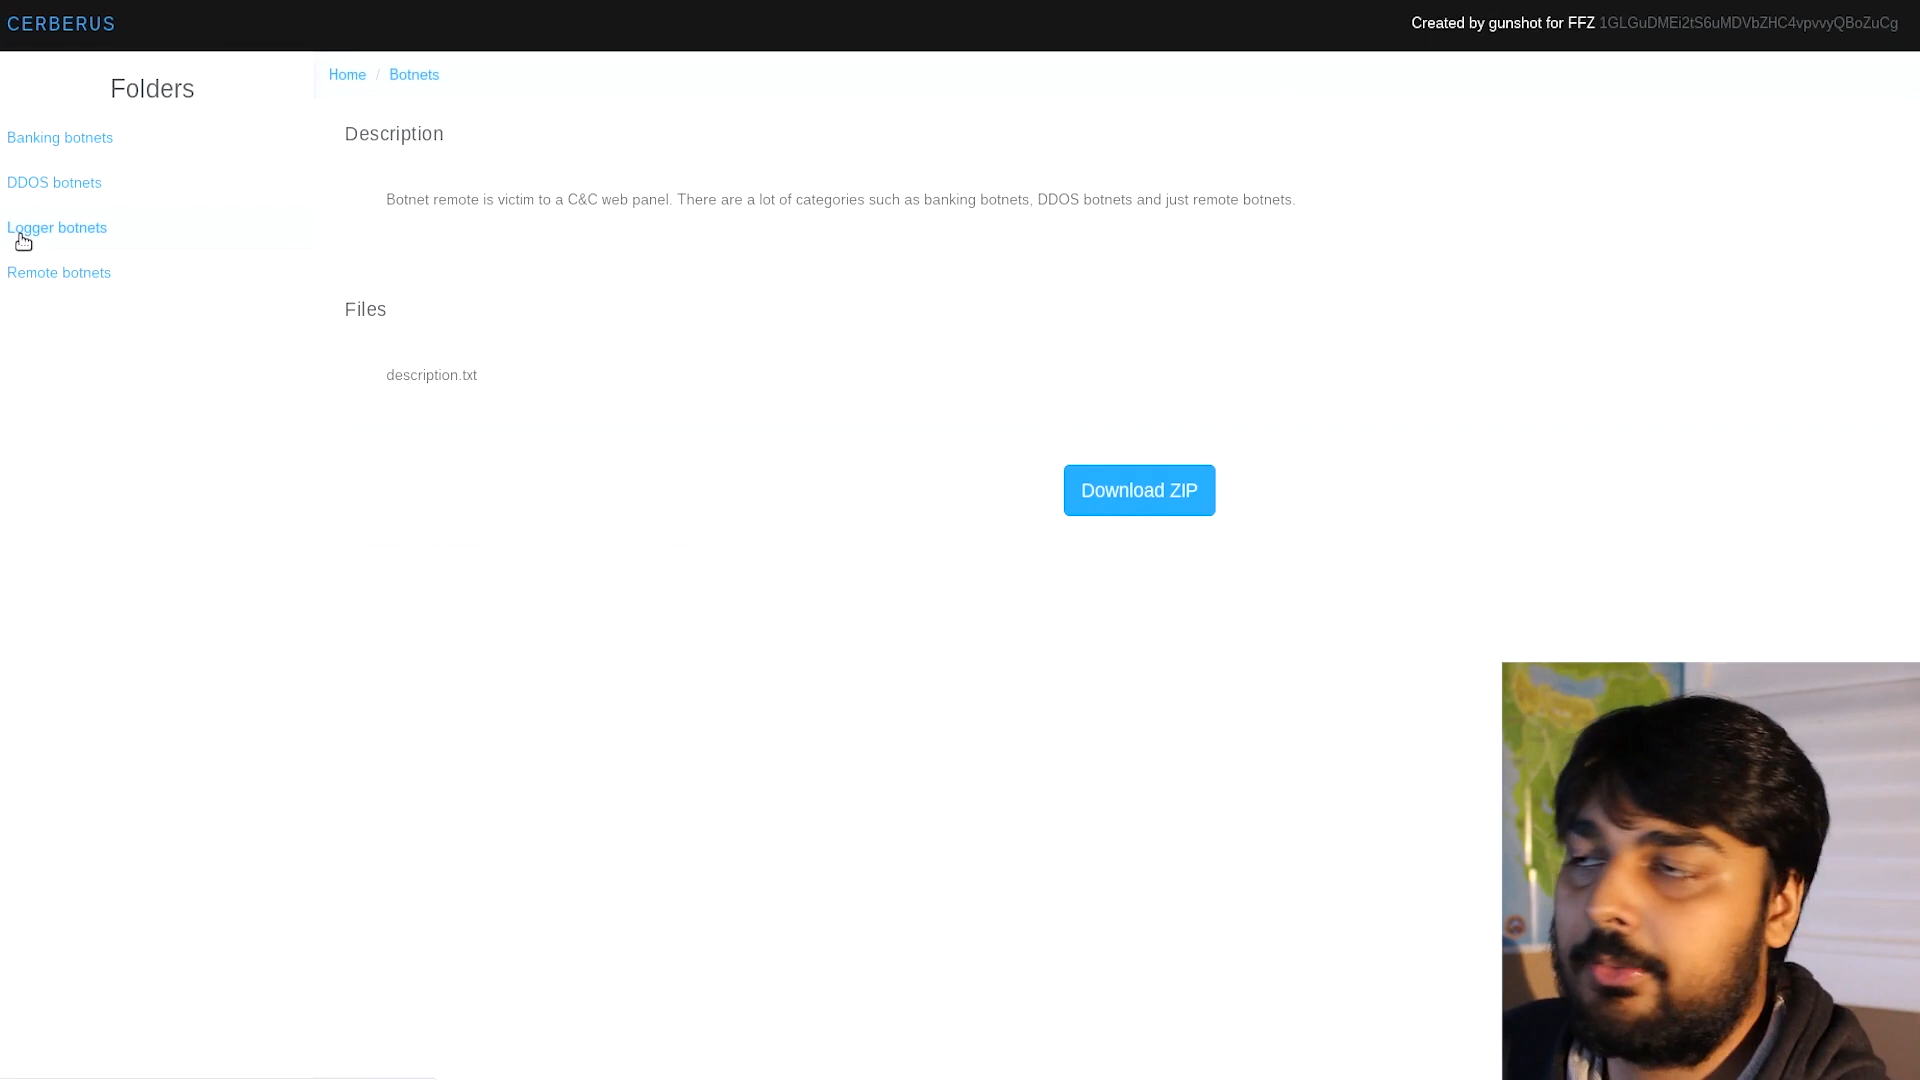 CERBERUS
Created by gunshot for FFZ 1GLGuDMEi2tS6uMDVbZHC4vpvvyQBoZuCg
Folders
Home / Botnets
Banking botnets
DDOS botnets
Logger botnets
Remote botnets
Description
Botnet remote is victim to a C&C web panel. There are a lot of categories such as banking botnets, DDOS botnets and just remote botnets.
Files
description.txt
Download ZIP